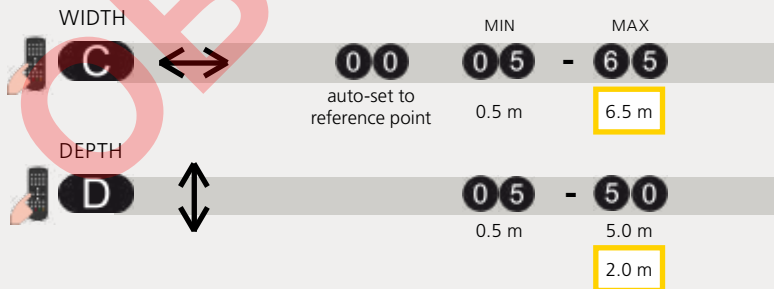 WIDTH
MIN MAX
C 00 05 - 65
auto-set to
reference point 0.5 m 6.5 m
DEPTH
D 05 - 50
0.5 m 5.0 m
2.0 m